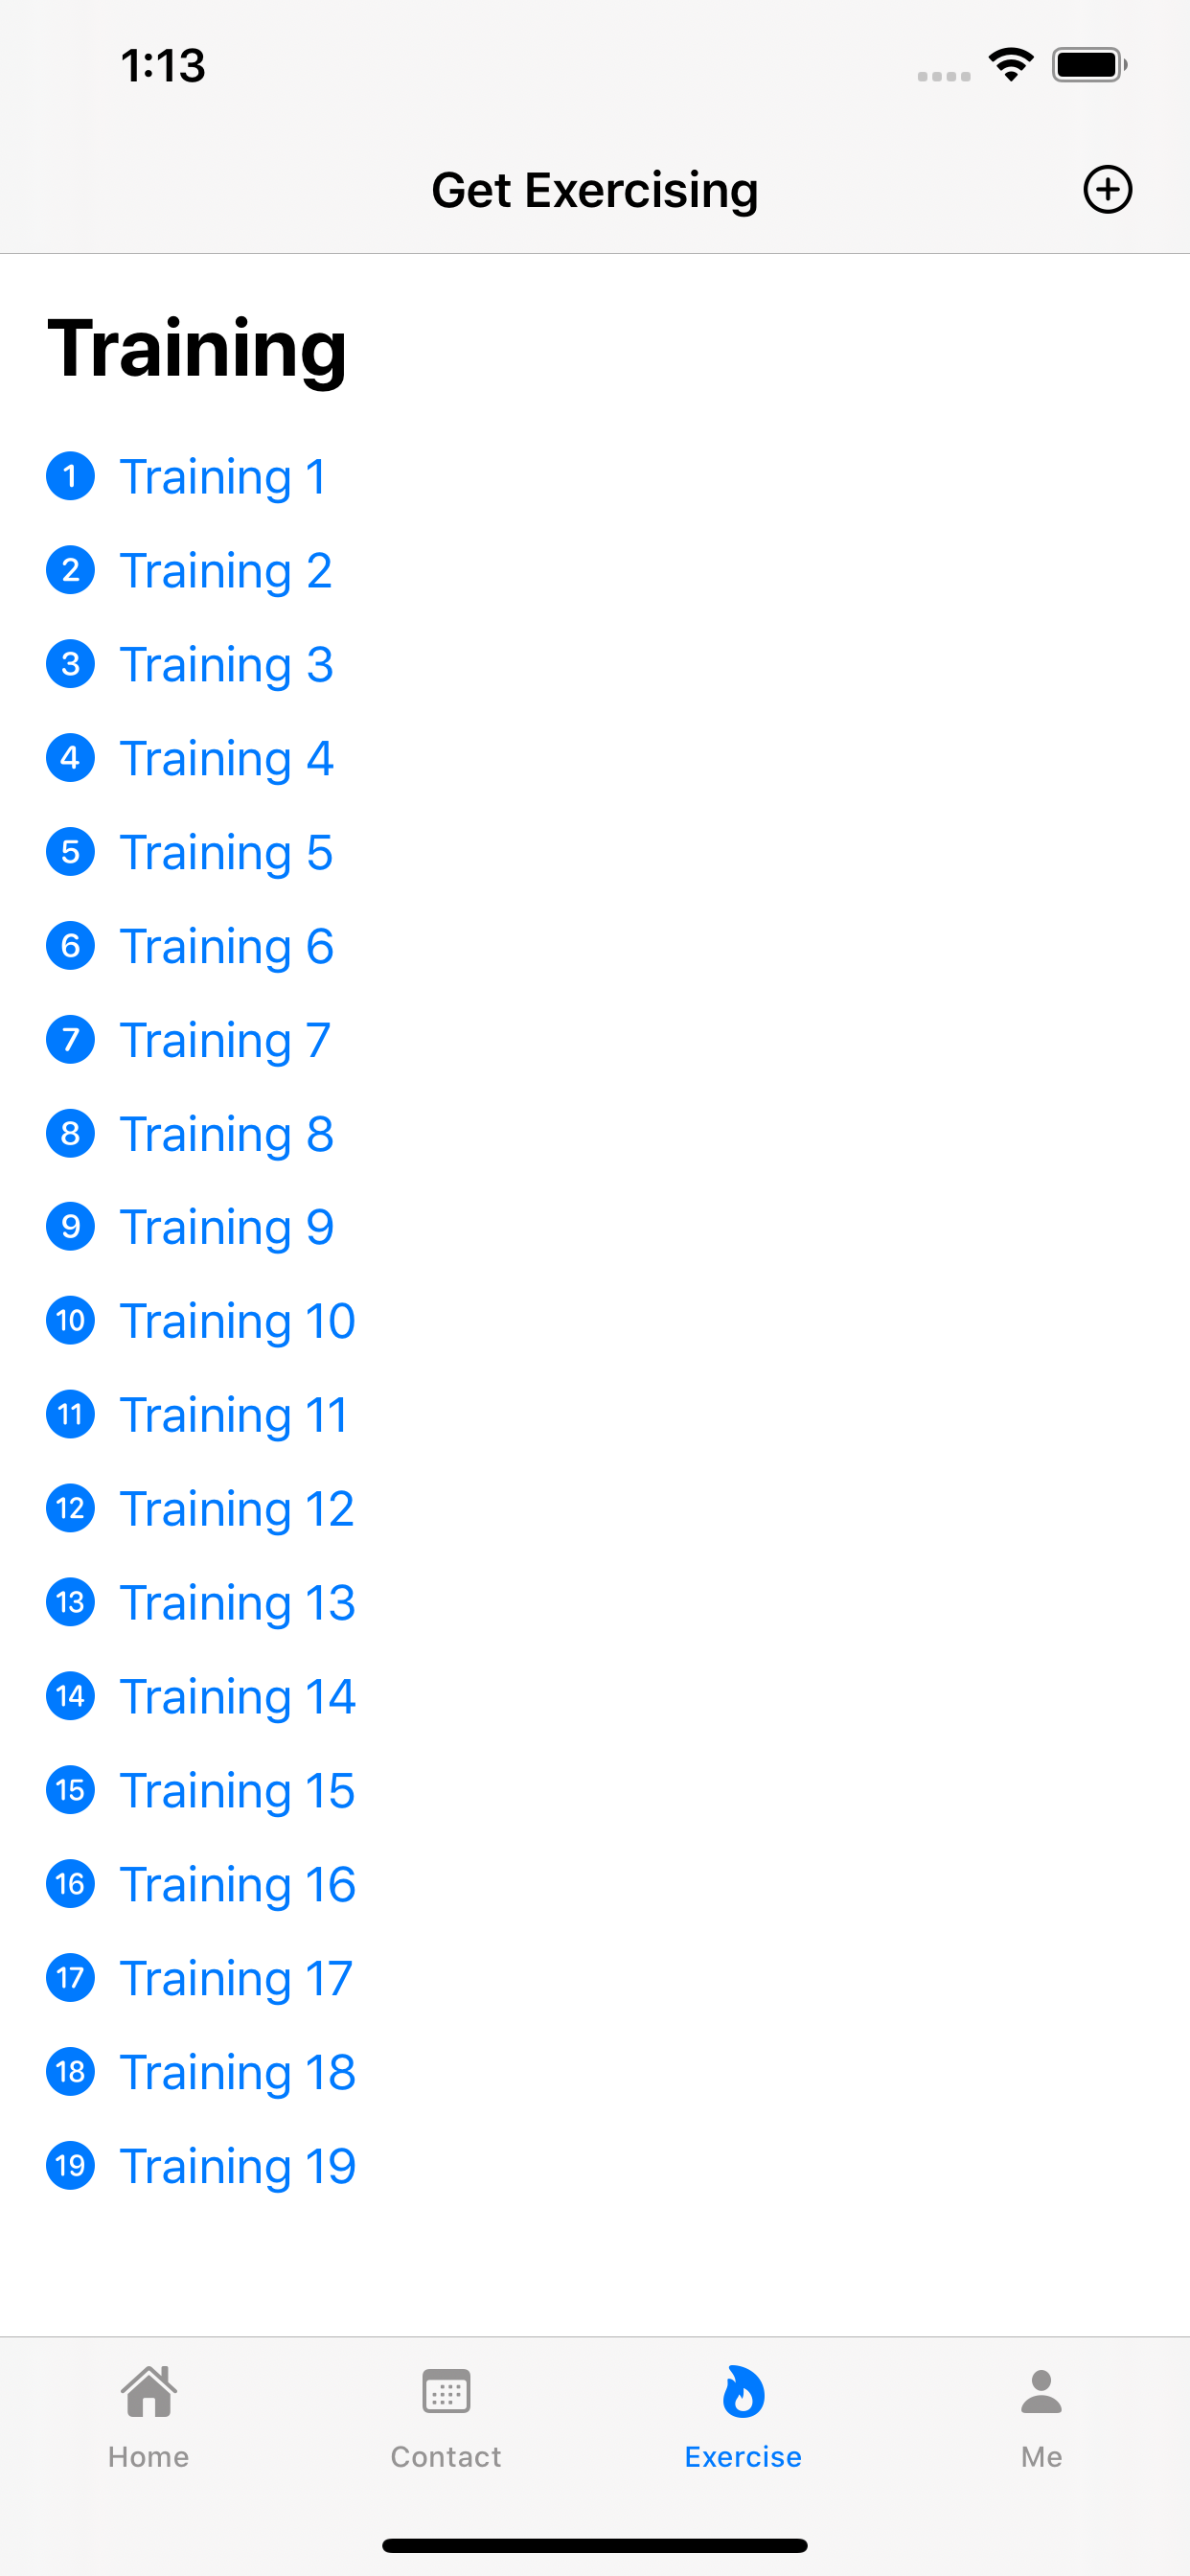 1:13
Get Exercising
Training
1 Training 1
2 Training 2
3 Training 3
4 Training 4
5 Training 5
6 Training 6
7 Training 7
8 Training 8
9 Training 9
10 Training 10
11 Training 11
12 Training 12
13 Training 13
14 Training 14
15 Training 15
16 Training 16
17 Training 17
18 Training 18
19 Training 19
Home Contact Exercise Me